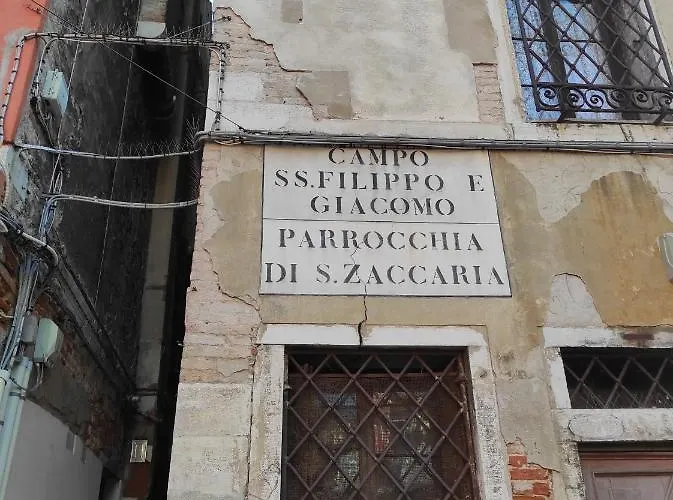 CAMPO
SS.FILIPPO E
GIACOMO
PARROCCHIA
DI S.ZACCARIA